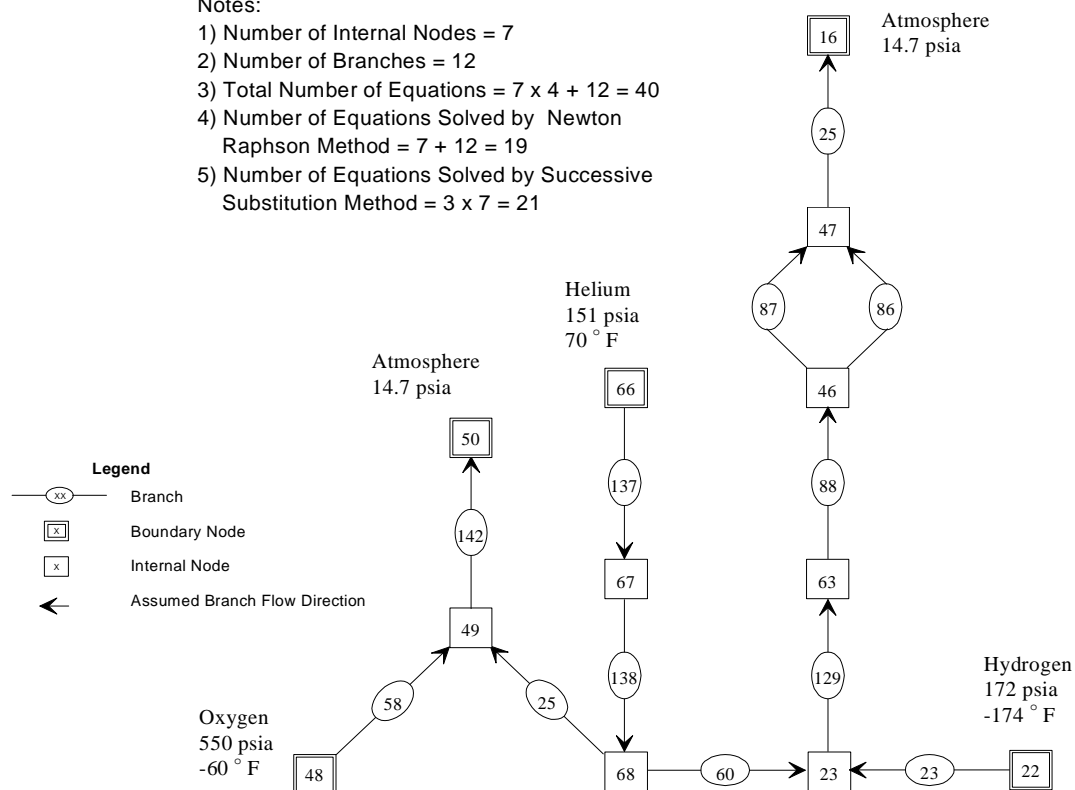 Notes:
1) Number of Internal Nodes = 7
2) Number of Branches = 12
3) Total Number of Equations = 7 x 4 + 12 = 40
4) Number of Equations Solved by Newton
Raphson Method = 7 + 12 = 19
5) Number of Equations Solved by Successive
Substitution Method = 3 x 7 = 21
16
Atmosphere
14.7 psia
25
47
87
86
46
Helium
151 psia
70 ° F
66
Atmosphere
14.7 psia
50
137
88
142
67
63
49
138
129
58
25
Oxygen
550 psia
-60 ° F
48
68
60
23
23
22
Hydrogen
172 psia
-174 ° F
Legend
xx
Branch
x
Boundary Node
x
Internal Node
Assumed Branch Flow Direction